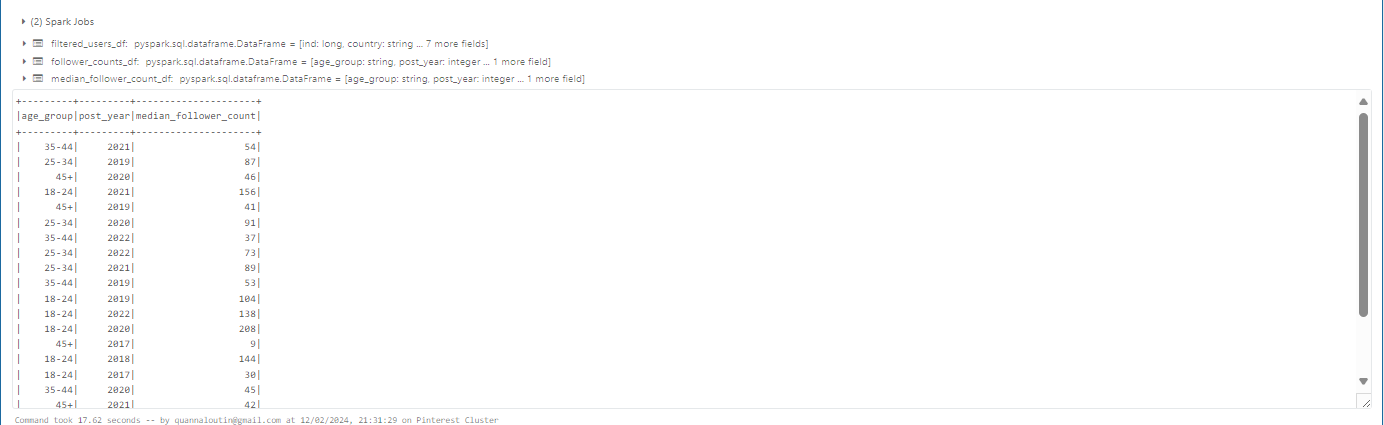 (2) Spark Jobs
filtered_users_df: pyspark.sql.dataframe.DataFrame = [ind: long, country: string ... 7 more fields]
follower_counts_df: pyspark.sql.dataframe.DataFrame = [age_group: string, post_year: integer ... 1 more field]
median_follower_count_df: pyspark.sql.dataframe.DataFrame = [age_group: string, post_year: integer ... 1 more field]
+---------+---------+---------------------+
|age_group|post_year|median_follower_count|
+---------+---------+---------------------+
|    35-44|     2021|                   54|
|    25-34|     2019|                   87|
|      45+|     2020|                   46|
|    18-24|     2021|                  156|
|      45+|     2019|                   41|
|    25-34|     2020|                   91|
|    35-44|     2022|                   37|
|    25-34|     2022|                   73|
|    25-34|     2021|                   89|
|    35-44|     2019|                   53|
|    18-24|     2019|                  104|
|    18-24|     2022|                  138|
|    18-24|     2020|                  208|
|      45+|     2017|                    9|
|    18-24|     2018|                  144|
|    18-24|     2017|                   30|
|    35-44|     2020|                   45|
|      45+|     2021|                   42|
Command took 17.62 seconds -- by quannaloutin@gmail.com at 12/02/2024, 21:31:29 on Pinterest Cluster